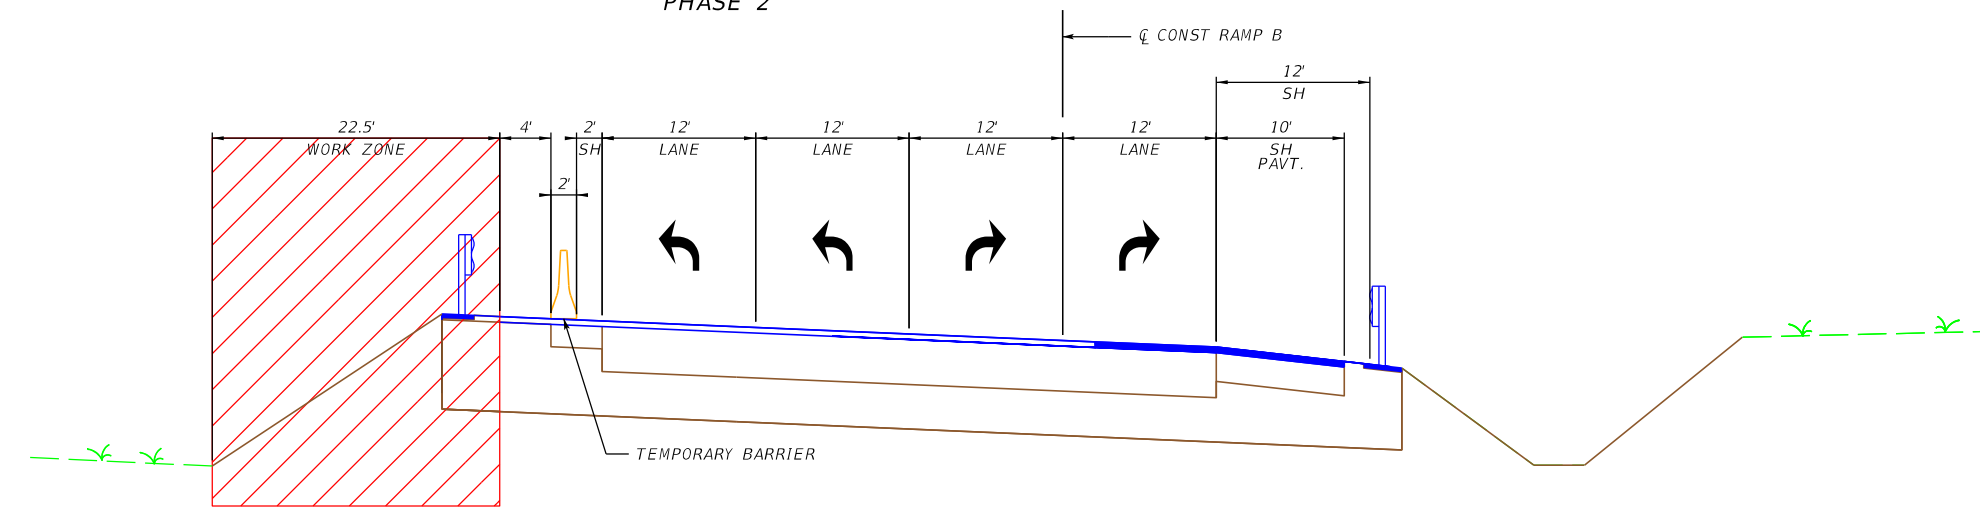 PHASE 2
℄ CONST RAMP B
12'
SH
22.5'
WORK ZONE
4'
2'
SH
12'
LANE
12'
LANE
12'
LANE
12'
LANE
10'
SH
PAVT.
2'
TEMPORARY BARRIER